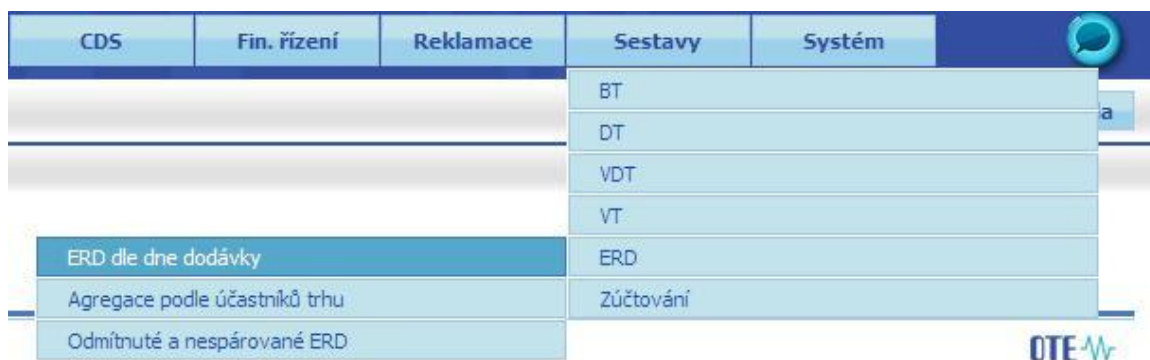 CDS Fin. řízení Reklamace Sestavy Systém
BT
a
DT
VDT
VT
ERD dle dne dodávky ERD
Agregace podle účastníků trhu Zúčtování
Odmítnuté a nespárované ERD
OTE